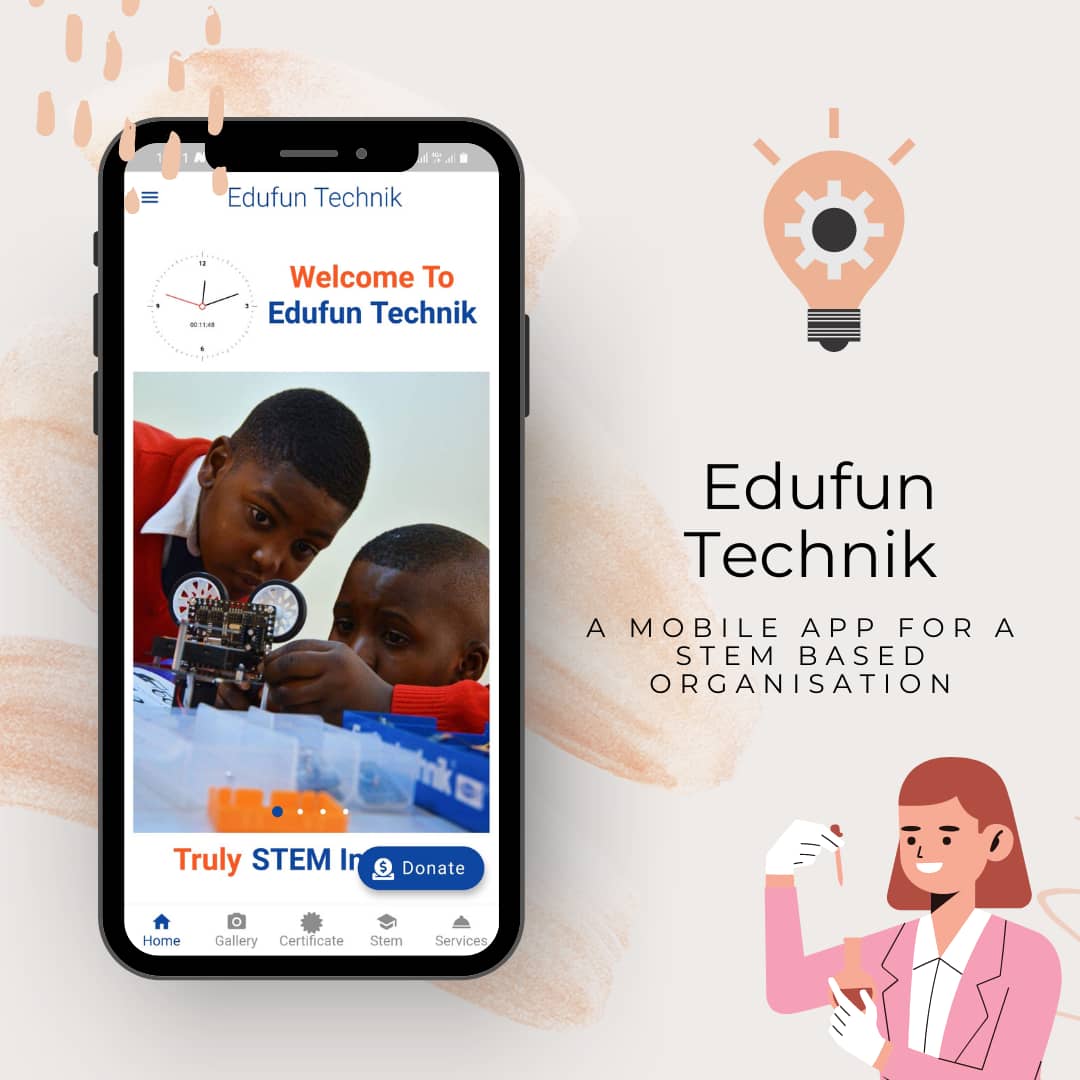 Edufun Technik
12
9
3
00:11:48
6
Welcome To
Edufun Technik
Truly STEM
Donate
Home
Gallery
Certificate
Stem
Services
Edufun
Technik
A MOBILE APP FOR A
STEM BASED
ORGANISATION